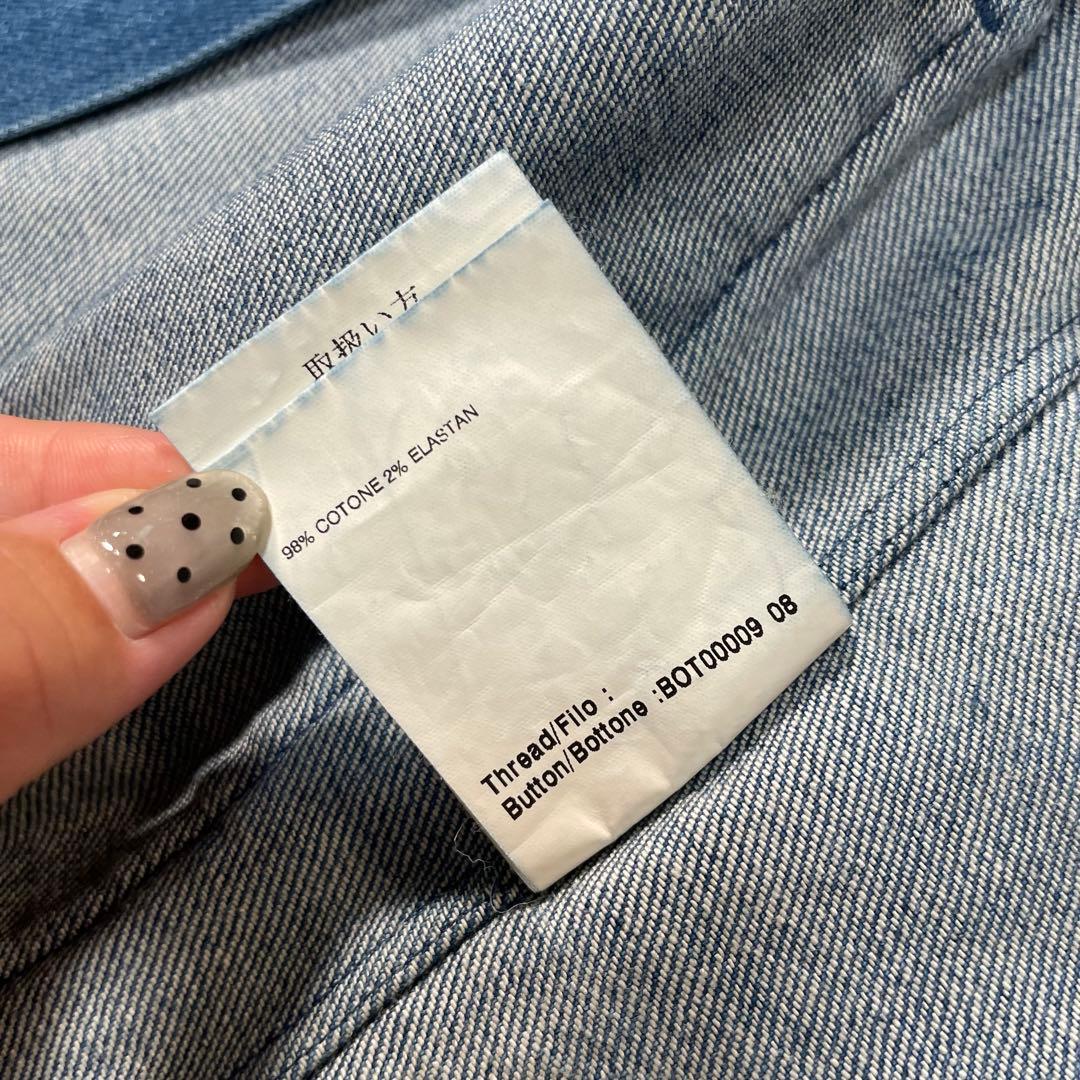 取扱い方
98% COTONE 2% ELASTAN
Thread/Filo :
Button/Bottone :BOT00009 08